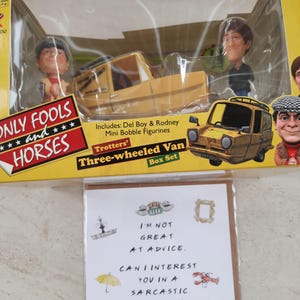 ONLY FOOLS
and
HORSES
Includes: Del Boy & Rodney
Mini Bobble Figurines
Trotters'
Three-wheeled Van
Box Set
I'M NOT
GREAT
AT ADVICE.
CAN I INTEREST
YOU IN A
SARCASTIC